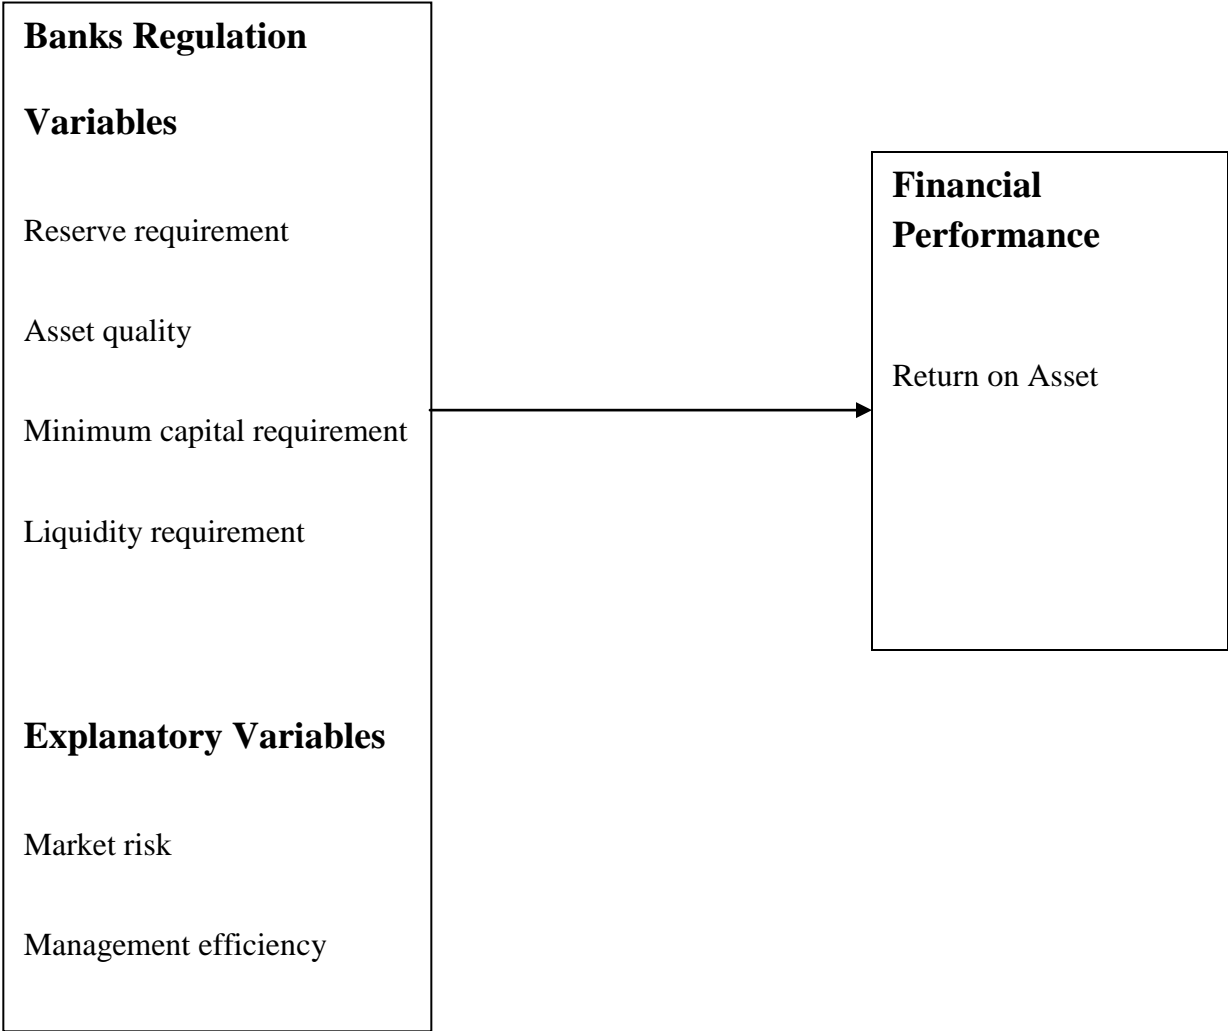 Banks Regulation
Variables
Reserve requirement
Asset quality
Minimum capital requirement
Liquidity requirement
Explanatory Variables
Market risk
Management efficiency
Financial
Performance
Return on Asset